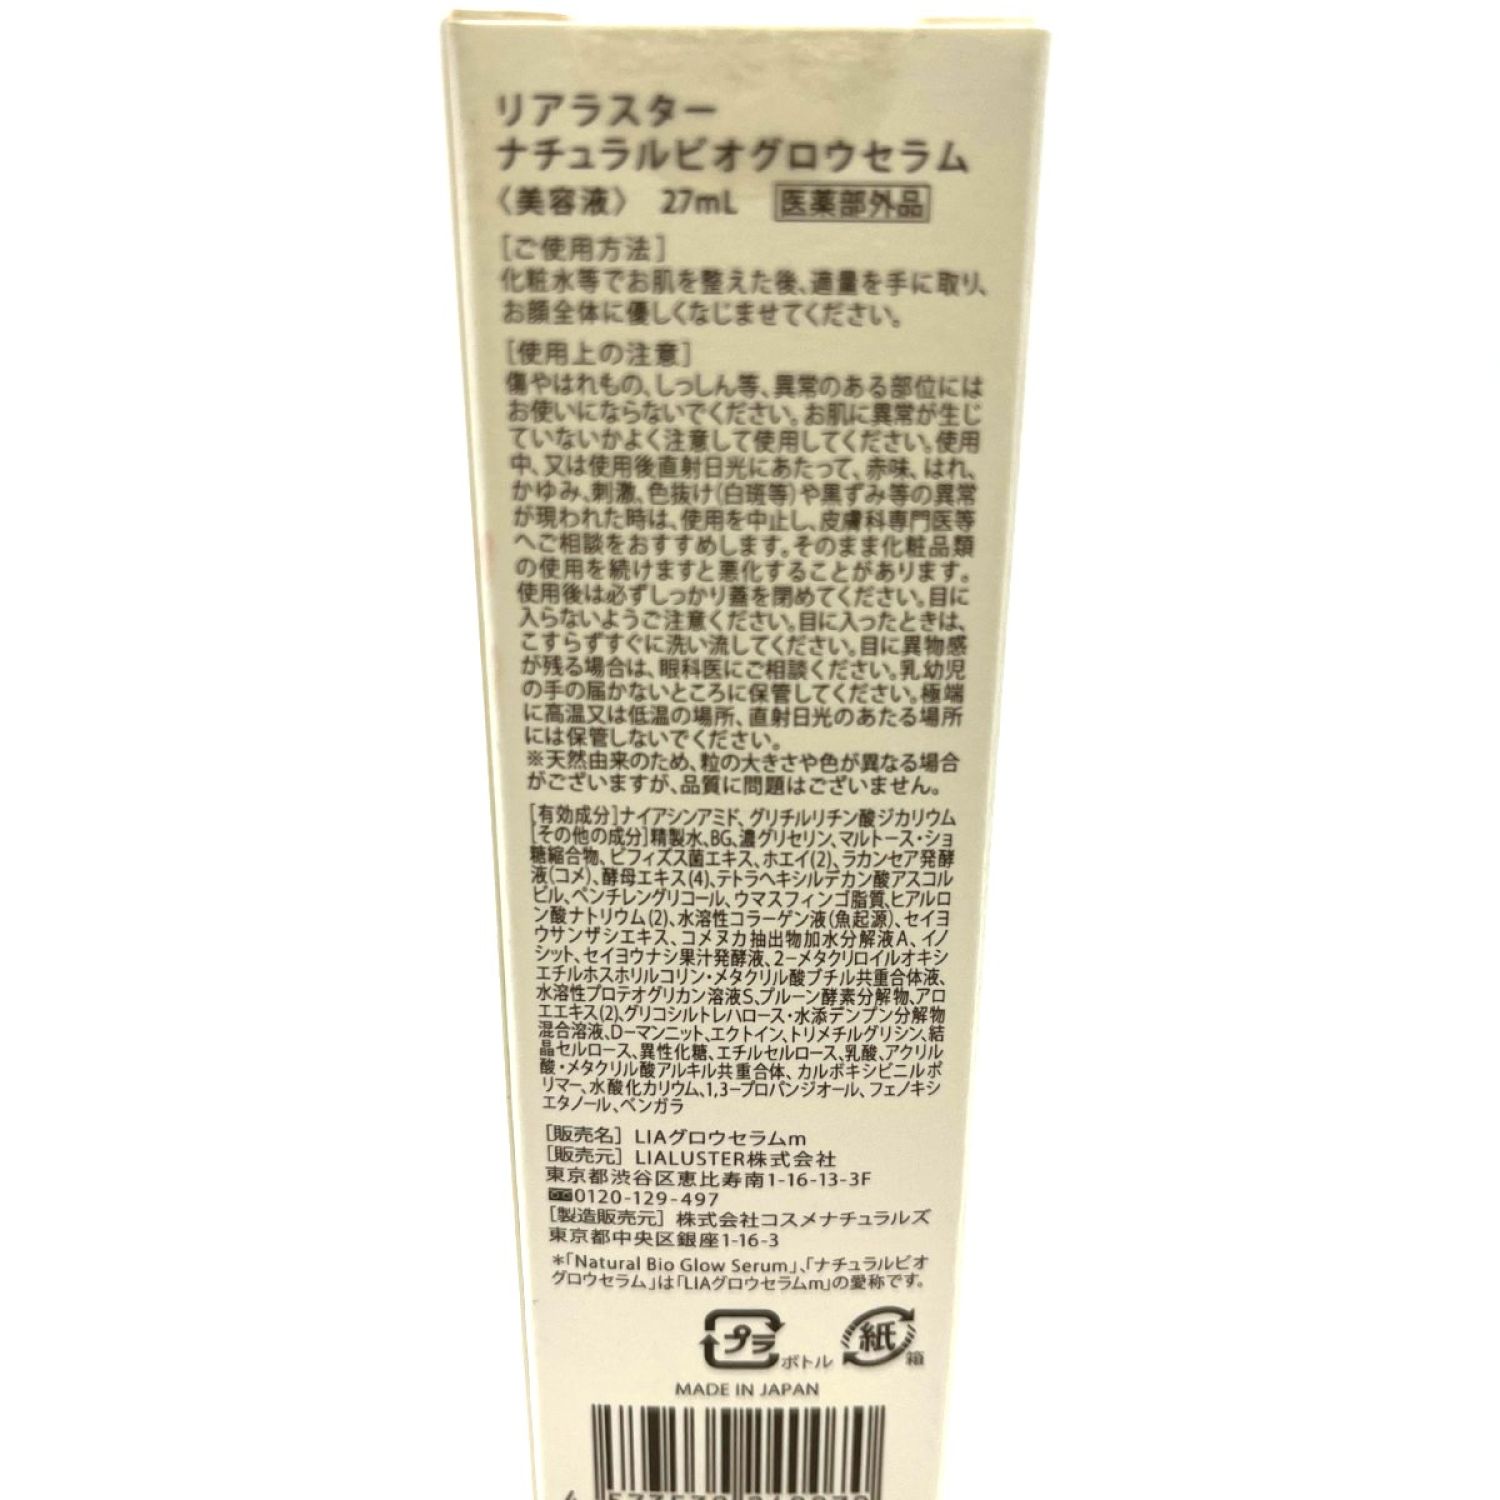 リアラスター
ナチュラルビオグロウセラム
〈美容液〉 27mL 医薬部外品
[ご使用方法]
化粧水等でお肌を整えた後、適量を手に取り、
お顔全体に優しくなじませてください。
[使用上の注意]
傷やはれもの、しっしん等、異常のある部位には
お使いにならないでください。お肌に異常が生じ
ていないかよく注意して使用してください。使用
中、又は使用後直射日光にあたって、赤味、はれ、
かゆみ、刺激、色抜け(白斑等)や黒ずみ等の異常
が現われた時は、使用を中止し、皮膚科専門医等
へご相談をおすすめします。そのまま化粧品類
の使用を続けますと悪化することがあります。
使用後は必ずしっかり蓋を閉めてください。目に
入らないようご注意ください。目に入ったときは、
こすらずすぐに洗い流してください。目に異物感
が残る場合は、眼科医にご相談ください。乳幼児
の手の届かないところに保管してください。極端
に高温又は低温の場所、直射日光のあたる場所
には保管しないでください。
※天然由来のため、粒の大きさや色が異なる場合
がございますが、品質に問題はございません。
[有効成分]ナイアシンアミド、グリチルリチン酸ジカリウム
[その他の成分]精製水、BG、濃グリセリン、マルトース・ショ
糖縮合物、ビフィズス菌エキス、ホエイ(2)、ラカンセア発酵
液(コメ)、酵母エキス(4)、テトラヘキシルデカン酸アスコル
ビル、ペンチレングリコール、ウマスフィンゴ脂質、ヒアルロ
ン酸ナトリウム(2)、水溶性コラーゲン液(魚起源)、セイヨ
ウサンザシエキス、コメヌカ抽出物加水分解液A、イノ
シット、セイヨウナシ果汁発酵液、2-メタクリロイルオキシ
エチルホスホリルコリン・メタクリル酸ブチル共重合体液、
水溶性プロテオグリカン溶液S、プルーン酵素分解物、アロ
エエキス(2)、グリコシルトレハロース・水添デンプン分解物
混合溶液、D-マンニット、エクトイン、トリメチルグリシン、結
晶セルロース、異性化糖、エチルセルロース、乳酸、アクリル
酸・メタクリル酸アルキル共重合体、カルボキシビニルポ
リマー、水酸化カリウム、1,3-プロパンジオール、フェノキシ
エタノール、ベンガラ
[販売名] LIAグロウセラムm
[販売元] LIALUSTER株式会社
東京都渋谷区恵比寿南1-16-13-3F
0120-129-497
[製造販売元] 株式会社コスメナチュラルズ
東京都中央区銀座1-16-3
*「Natural Bio Glow Serum」、「ナチュラルビオ
グロウセラム」は「LIAグロウセラムm」の愛称です。
プラ ボトル 紙 箱
MADE IN JAPAN